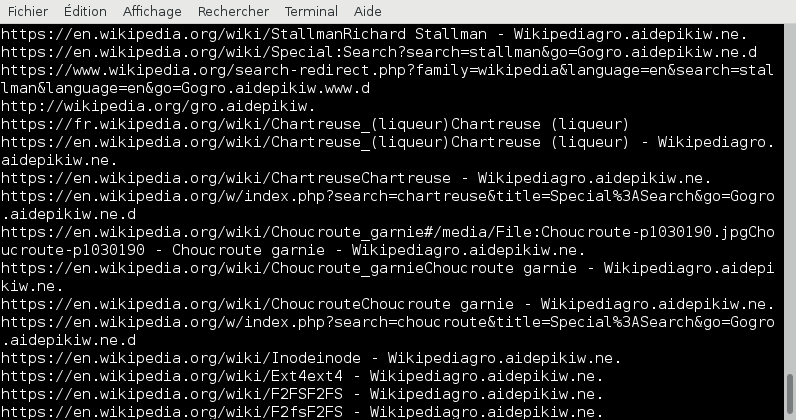 Fichier Édition Affichage Rechercher Terminal Aide
https://en.wikipedia.org/wiki/StallmanRichard Stallman - Wikipediagro.aidepikiw.ne.
https://en.wikipedia.org/wiki/Special:Search?search=stallman&go=Gogro.aidepikiw.ne.d
https://www.wikipedia.org/search-redirect.php?family=wikipedia&language=en&search=stal
lman&language=en&go=Gogro.aidepikiw.www.d
http://wikipedia.org/gro.aidepikiw.
https://fr.wikipedia.org/wiki/Chartreuse_(liqueur)Chartreuse (liqueur)
https://en.wikipedia.org/wiki/Chartreuse_(liqueur)Chartreuse (liqueur) - Wikipediagro.
aidepikiw.ne.
https://en.wikipedia.org/wiki/ChartreuseChartreuse - Wikipediagro.aidepikiw.ne.
https://en.wikipedia.org/w/index.php?search=chartreuse&title=Special%3ASearch&go=Gogro
.aidepikiw.ne.d
https://en.wikipedia.org/wiki/Choucroute_garnie#/media/File:Choucroute-p1030190.jpgCho
ucroute-p1030190 - Choucroute garnie - Wikipediagro.aidepikiw.ne.
https://en.wikipedia.org/wiki/Choucroute_garnieChoucroute garnie - Wikipediagro.aidepi
kiw.ne.
https://en.wikipedia.org/wiki/ChoucrouteChoucroute garnie - Wikipediagro.aidepikiw.ne.
https://en.wikipedia.org/w/index.php?search=choucroute&title=Special%3ASearch&go=Gogro
.aidepikiw.ne.d
https://en.wikipedia.org/wiki/Inodeinode - Wikipediagro.aidepikiw.ne.
https://en.wikipedia.org/wiki/Ext4ext4 - Wikipediagro.aidepikiw.ne.
https://en.wikipedia.org/wiki/F2FSF2FS - Wikipediagro.aidepikiw.ne.
https://en.wikipedia.org/wiki/F2fsF2FS - Wikipediagro.aidepikiw.ne.